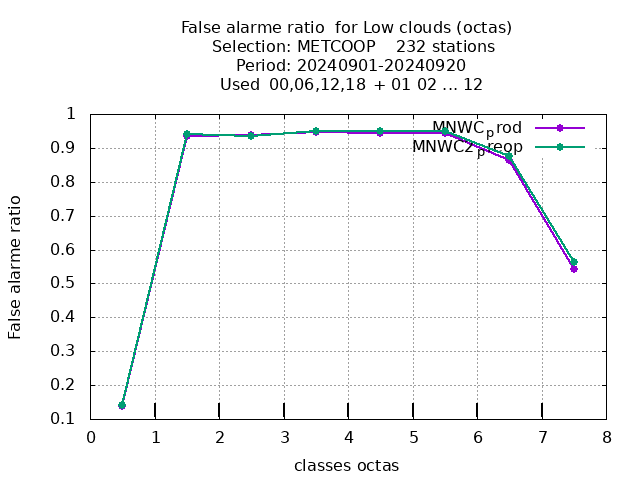 False alarme ratio for Low clouds (octas)
Selection: METCOOP 232 stations
Period: 20240901-20240920
Used 00,06,12,18 + 01 02 ... 12
MNWCprod
MNWC2preop
1
0.9
0.8
0.7
0.6
0.5
0.4
0.3
0.2
0.1
False alarme ratio
0 1 2 3 4 5 6 7 8
classes octas